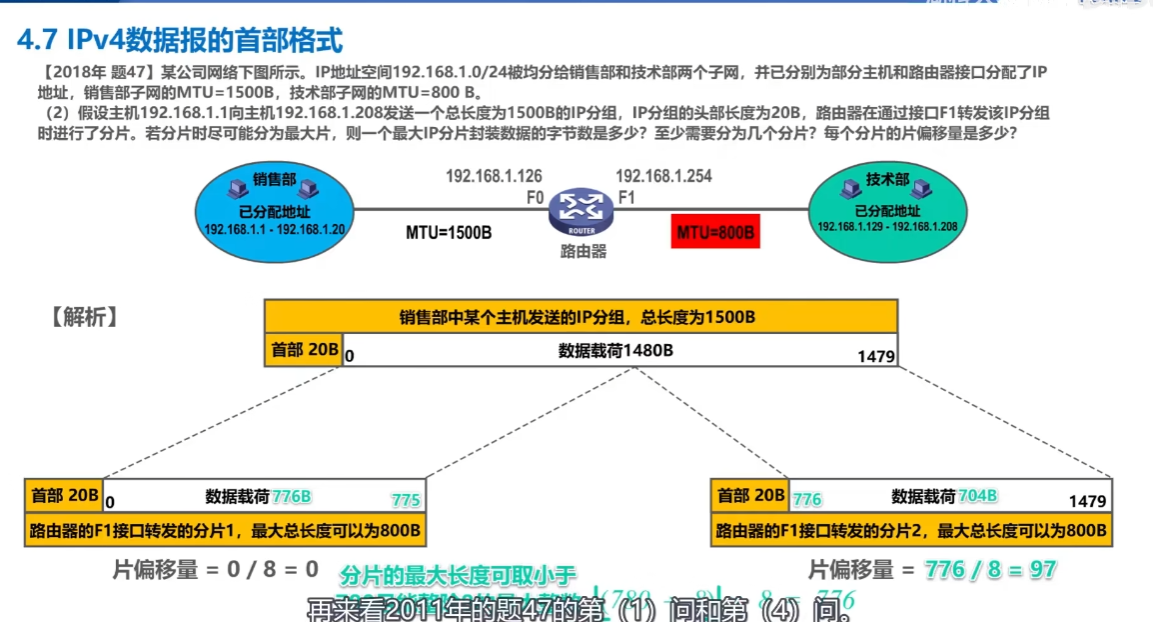 4.7 IPv4数据报的首部格式
【2018年 题47】某公司网络下图所示。IP地址空间192.168.1.0/24被均分给销售部和技术部两个子网，并已分别为部分主机和路由器接口分配了IP
地址，销售部子网的MTU=1500B，技术部子网的MTU=800 B。
（2）假设主机192.168.1.1向主机192.168.1.208发送一个总长度为1500B的IP分组，IP分组的头部长度为20B，路由器在通过接口F1转发该IP分组
时进行了分片。若分片时尽可能分为最大片，则一个最大IP分片封装数据的字节数是多少？至少需要分为几个分片？每个分片的片偏移量是多少？
销售部
已分配地址
192.168.1.1 - 192.168.1.20
192.168.1.126
F0
MTU=1500B
ROUTER
路由器
192.168.1.254
F1
MTU=800B
技术部
已分配地址
192.168.1.129 - 192.168.1.208
【解析】
销售部中某个主机发送的IP分组，总长度为1500B
首部 20B 0 数据载荷1480B 1479
首部 20B 0 数据载荷776B 775
路由器的F1接口转发的分片1，最大总长度可以为800B
片偏移量 = 0 / 8 = 0
首部 20B 776 数据载荷704B 1479
路由器的F1接口转发的分片2，最大总长度可以为800B
片偏移量 = 776 / 8 = 97
分片的最大长度可取小于
8 = 776
再来看2011年的题47的第（1）问和第（4）问。